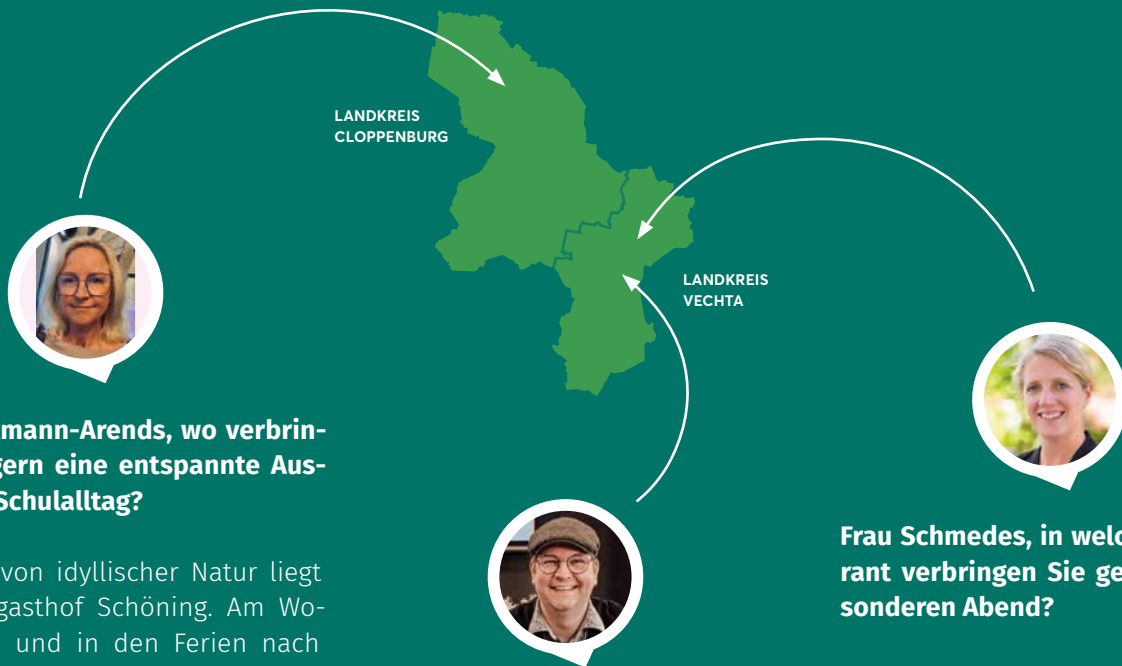 LANDKREIS
CLOPPENBURG
LANDKREIS
VECHTA
mann-Arends, wo verbrin-
gern eine entspannte Aus-
Schulalltag?
von idyllischer Natur liegt
gasthof Schöning. Am Wo-
und in den Ferien nach
Frau Schmedes, in welc
rant verbringen Sie ge
sonderen Abend?